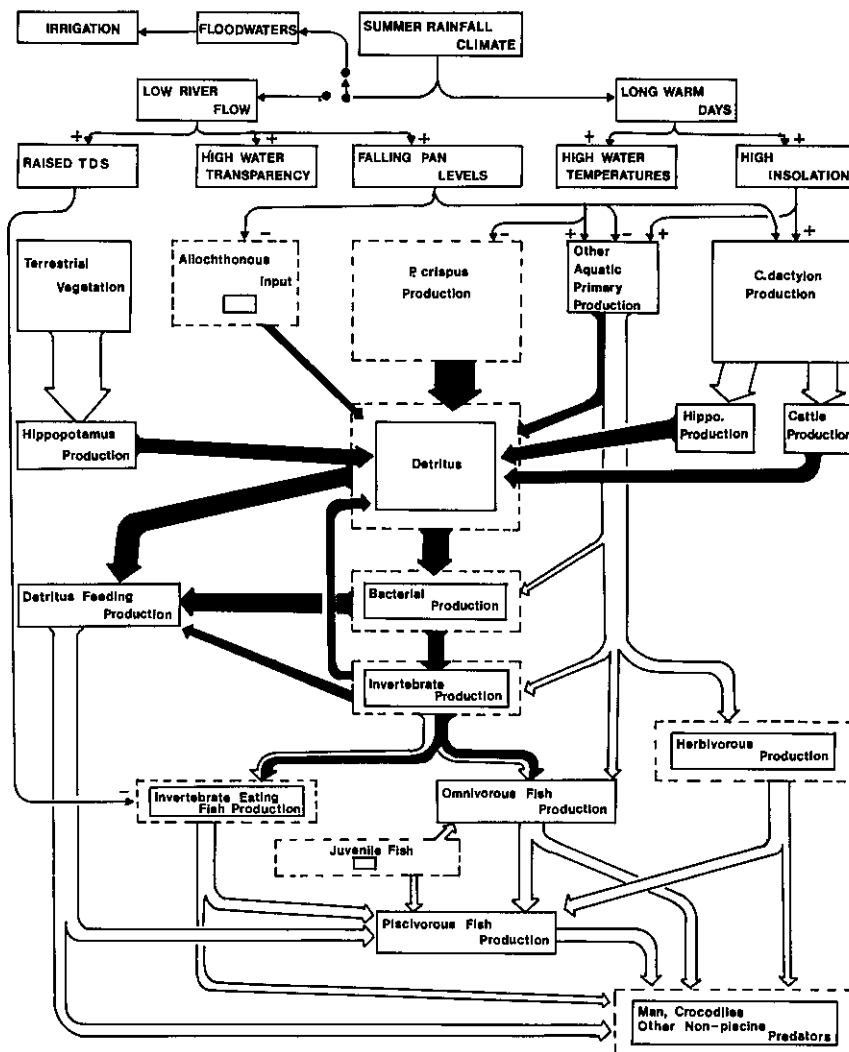 IRRIGATION
FLOODWATERS
SUMMER RAINFALL
CLIMATE
LOW RIVER
FLOW
LONG WARM
DAYS
+
+
+
+
+
RAISED TDS
HIGH WATER
TRANSPARENCY
FALLING PAN
LEVELS
HIGH WATER
TEMPERATURES
HIGH
INSOLATION
–
–
+
–
+
+
Terrestrial
Vegetation
Allochthonous
Input
P. crispus
Production
Other
Aquatic
Primary
Production
C.dactylon
Production
Hippopotamus
Production
Detritus
Hippo.
Production
Cattle
Production
Detritus Feeding
Production
Bacterial
Production
Invertebrate
Production
Herbivorous
Production
–
Invertebrate Eating
Fish Production
Omnivorous Fish
Production
Juvenile Fish
Piscivorous Fish
Production
Man, Crocodiles
Other Non-piscine
Predators